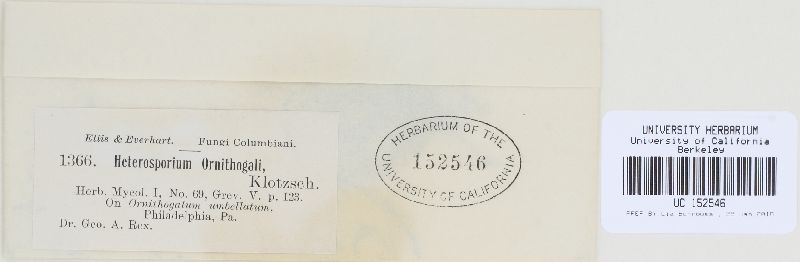 Ellis & Everhart. — Fungi Columbiani.
1366. Heterosporium Ornithogali,
Klotzsch.
Herb. Mycol. I, No. 69, Grev. V. p. 123.
On Ornithogalum umbellatum.
Philadelphia, Pa.
Dr. Geo. A. Rex.
HERBARIUM OF THE
152546
UNIVERSITY OF CALIFORNIA
UNIVERSITY HERBARIUM
University of California
Berkeley
UC 152546